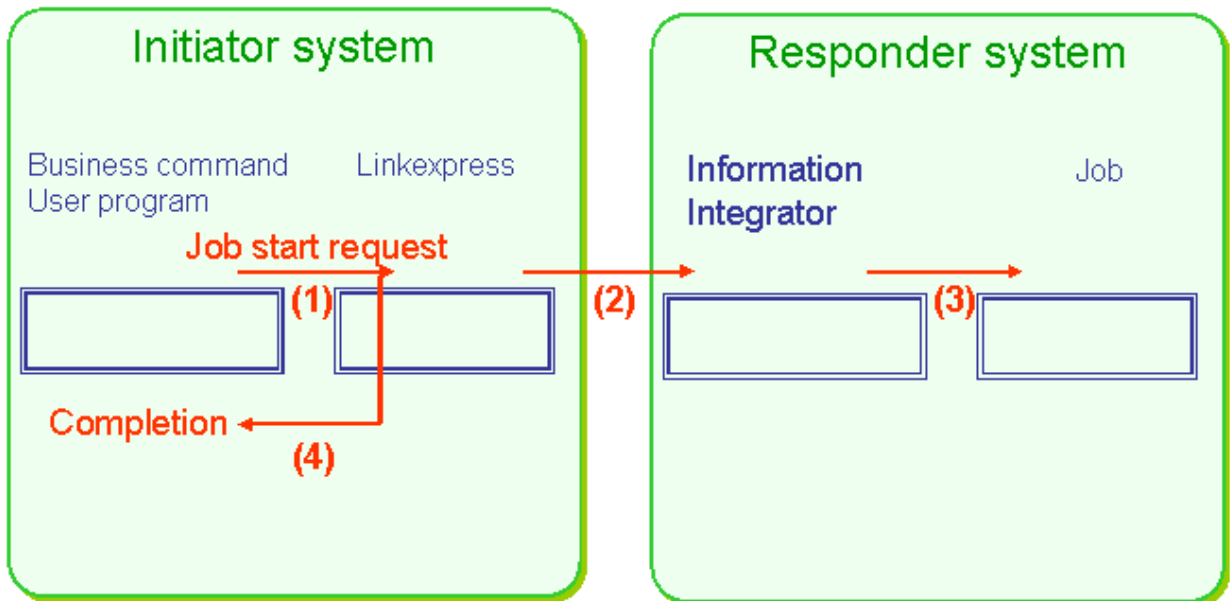 Initiator system
Responder system
Business command
User program
Linkexpress
Information
Integrator
Job
Job start request
(1)
(2)
(3)
Completion
(4)